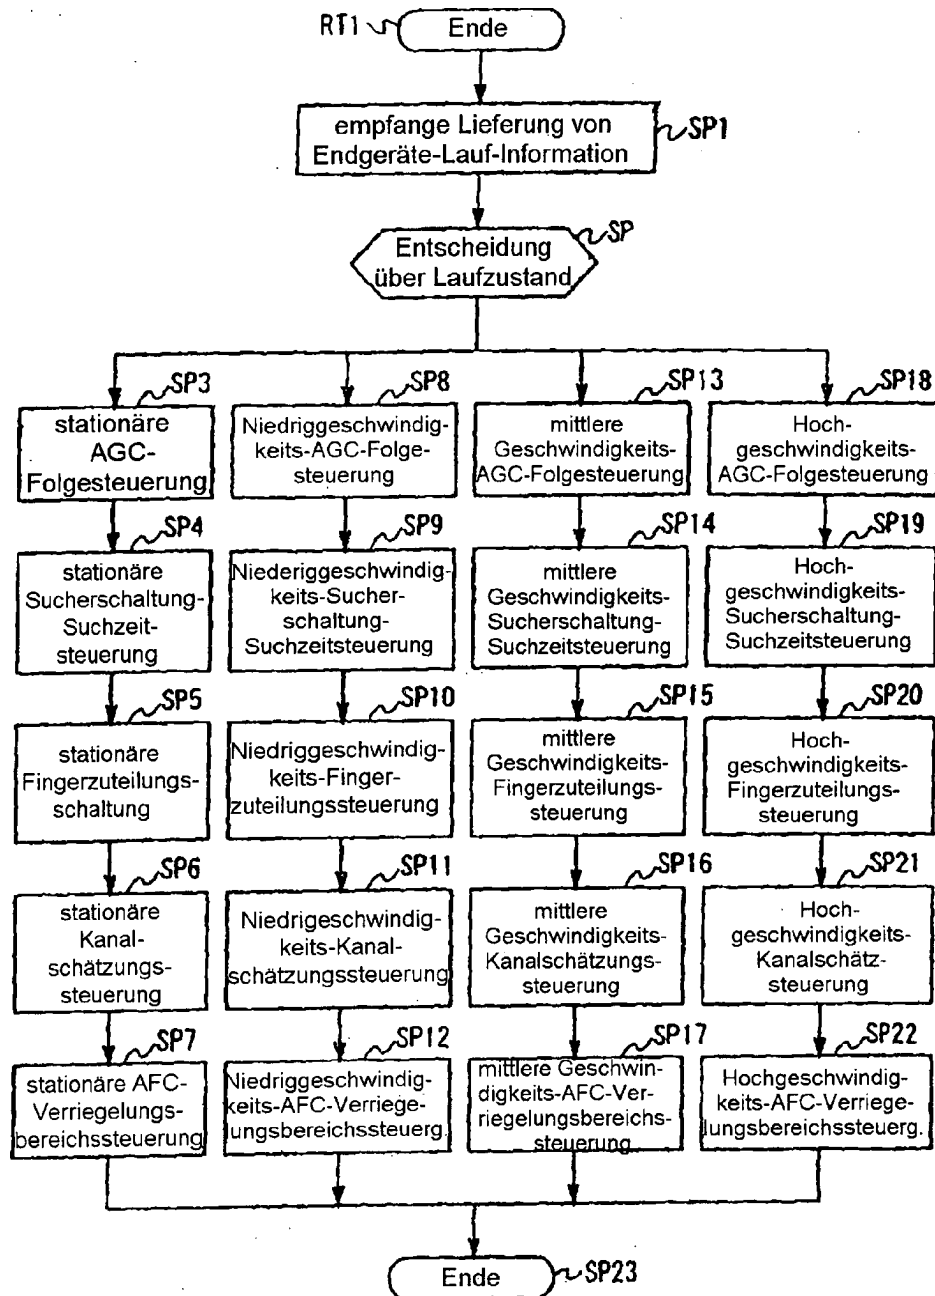 RT1
Ende
SP1
empfange Lieferung von
Endgeräte-Lauf-Information
SP
Entscheidung
über Laufzustand
SP3
stationäre
AGC-
Folgesteuerung
SP8
Niedriggeschwindig-
keits-AGC-Folge-
steuerung
SP13
mittlere
Geschwindigkeits-
AGC-Folgesteuerung
SP18
Hoch-
geschwindigkeits-
AGC-Folgesteuerung
SP4
stationäre
Sucherschaltung-
Suchzeit-
steuerung
SP9
Niederiggeschwindig-
keits-Sucher-
schaltung-
Suchzeitsteuerung
SP14
mittlere
Geschwindigkeits-
Sucherschaltung-
Suchzeitsteuerung
SP19
Hoch-
geschwindigkeits-
Sucherschaltung-
Suchzeitsteuerung
SP5
stationäre
Fingerzuteilungs-
schaltung
SP10
Niedriggeschwindig-
keits-Finger-
zuteilungssteuerung
SP15
mittlere
Geschwindigkeits-
Fingerzuteilungs-
steuerung
SP20
Hoch-
geschwindigkeits-
Fingerzuteilungs-
steuerung
SP6
stationäre
Kanal-
schätzungs-
steuerung
SP11
Niedrigeschwindig-
keits-Kanal-
schätzungssteuerung
SP16
mittlere
Geschwindigkeits-
Kanalschätzungs-
steuerung
SP21
Hoch-
geschwindigkeits-
Kanalschätz-
steuerung
SP7
stationäre AFC-
Verriegelungs-
bereichssteuerung
SP12
Niedriggeschwindig-
keits-AFC-Verriege-
lungsbereichssteuerg.
SP17
mittlere Geschwin-
digkeits-AFC-Ver-
riegelungsbereichs-
steuerung
SP22
Hochgeschwindig-
keits-AFC-Verriege-
lungsbereichssteuerg.
Ende
SP23